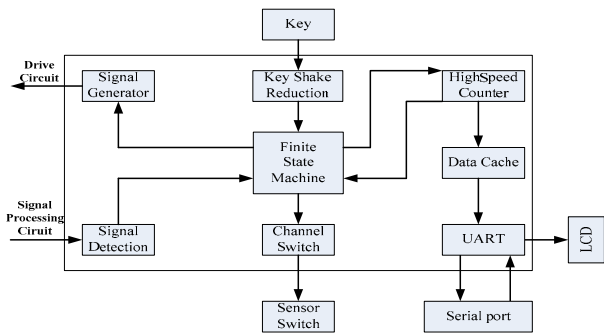 Key
Drive
Circuit
Signal
Generator
Key Shake
Reduction
HighSpeed
Counter
Finite
State
Machine
Data Cache
Signal
Processing
Ciruit
Signal
Detection
Channel
Switch
UART
LCD
Sensor
Switch
Serial port